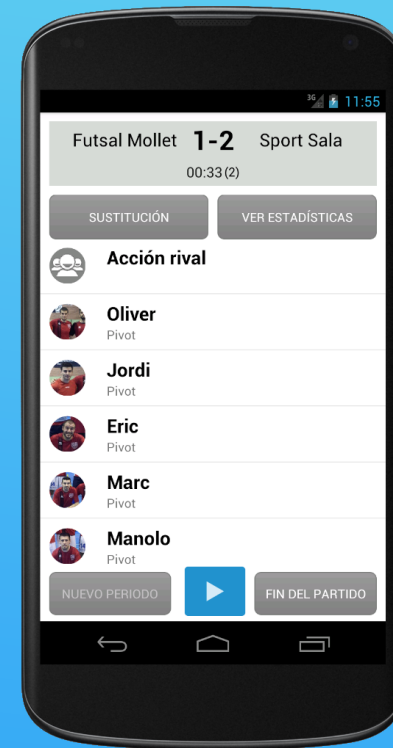 3G 11:55
Futsal Mollet 1-2 Sport Sala
00:33(2)
SUSTITUCIÓN VER ESTADÍSTICAS
Acción rival
Oliver
Pivot
Jordi
Pivot
Eric
Pivot
Marc
Pivot
Manolo
Pivot
NUEVO PERIODO FIN DEL PARTIDO